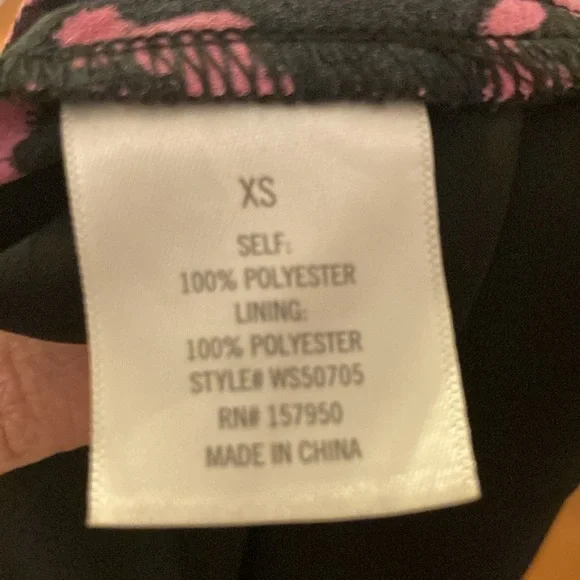 XS
SELF:
100% POLYESTER
LINING:
100% POLYESTER
STYLE# WS50705
RN# 157950
MADE IN CHINA